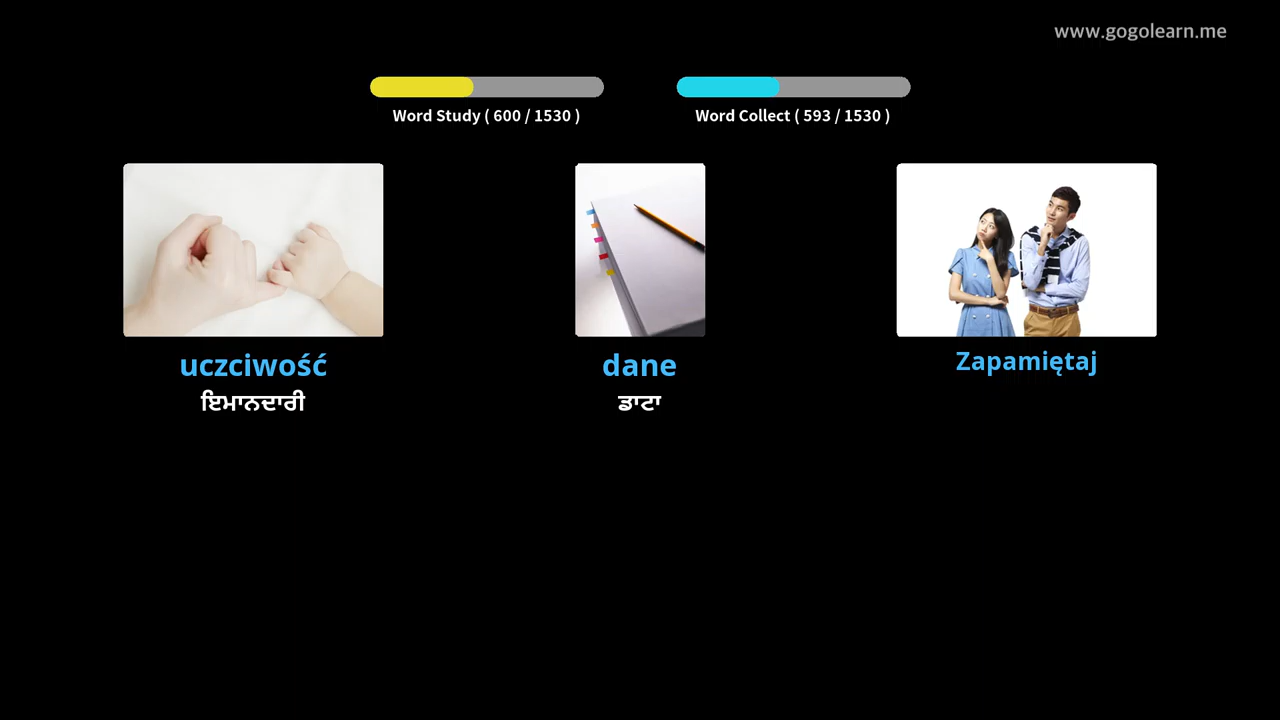 www.gogolearn.me
Word Study ( 600 / 1530 )
Word Collect ( 593 / 1530 )
uczciwość
ਇਮਾਨਦਾਰੀ
dane
ਡਾਟਾ
Zapamiętaj